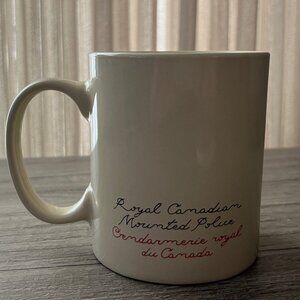 Royal Canadian
Mounted Police
Gendarmerie royal
du Canada